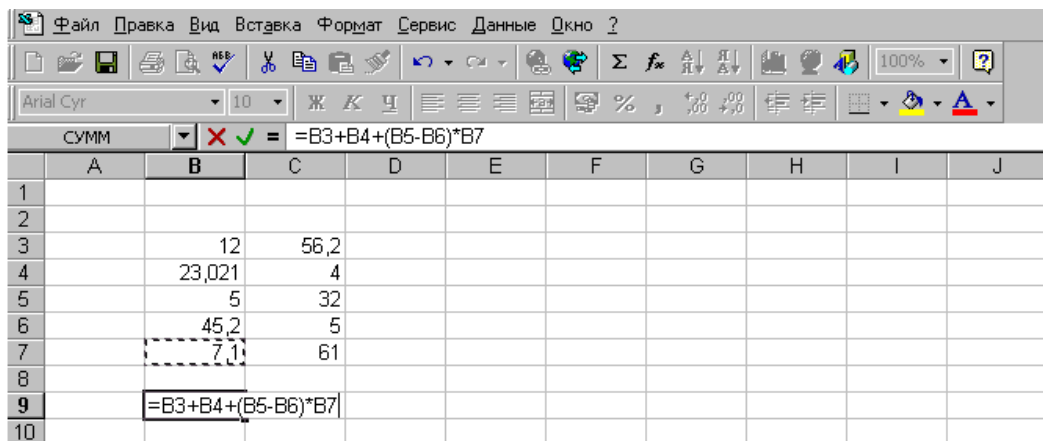 Файл Правка Вид Вставка Формат Сервис Данные Окно ?
Σ fx 100% ?
Arial Cyr 10 Ж К Ч % ,
СУММ = =B3+B4+(B5-B6)*B7
A B C D E F G H I J
1
2
3 12 56,2
4 23,021 4
5 5 32
6 45,2 5
7 7,1 61
8
9 =B3+B4+(B5-B6)*B7
10